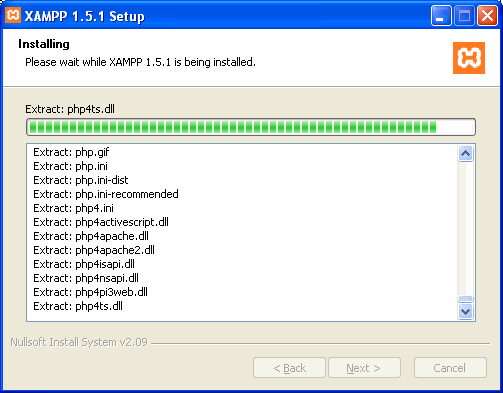 XAMPP 1.5.1 Setup
Installing
Please wait while XAMPP 1.5.1 is being installed.
Extract: php4ts.dll
Extract: php.gif
Extract: php.ini
Extract: php.ini-dist
Extract: php.ini-recommended
Extract: php4.ini
Extract: php4activescript.dll
Extract: php4apache.dll
Extract: php4apache2.dll
Extract: php4isapi.dll
Extract: php4nsapi.dll
Extract: php4pi3web.dll
Extract: php4ts.dll
Nullsoft Install System v2.09
< Back
Next >
Cancel